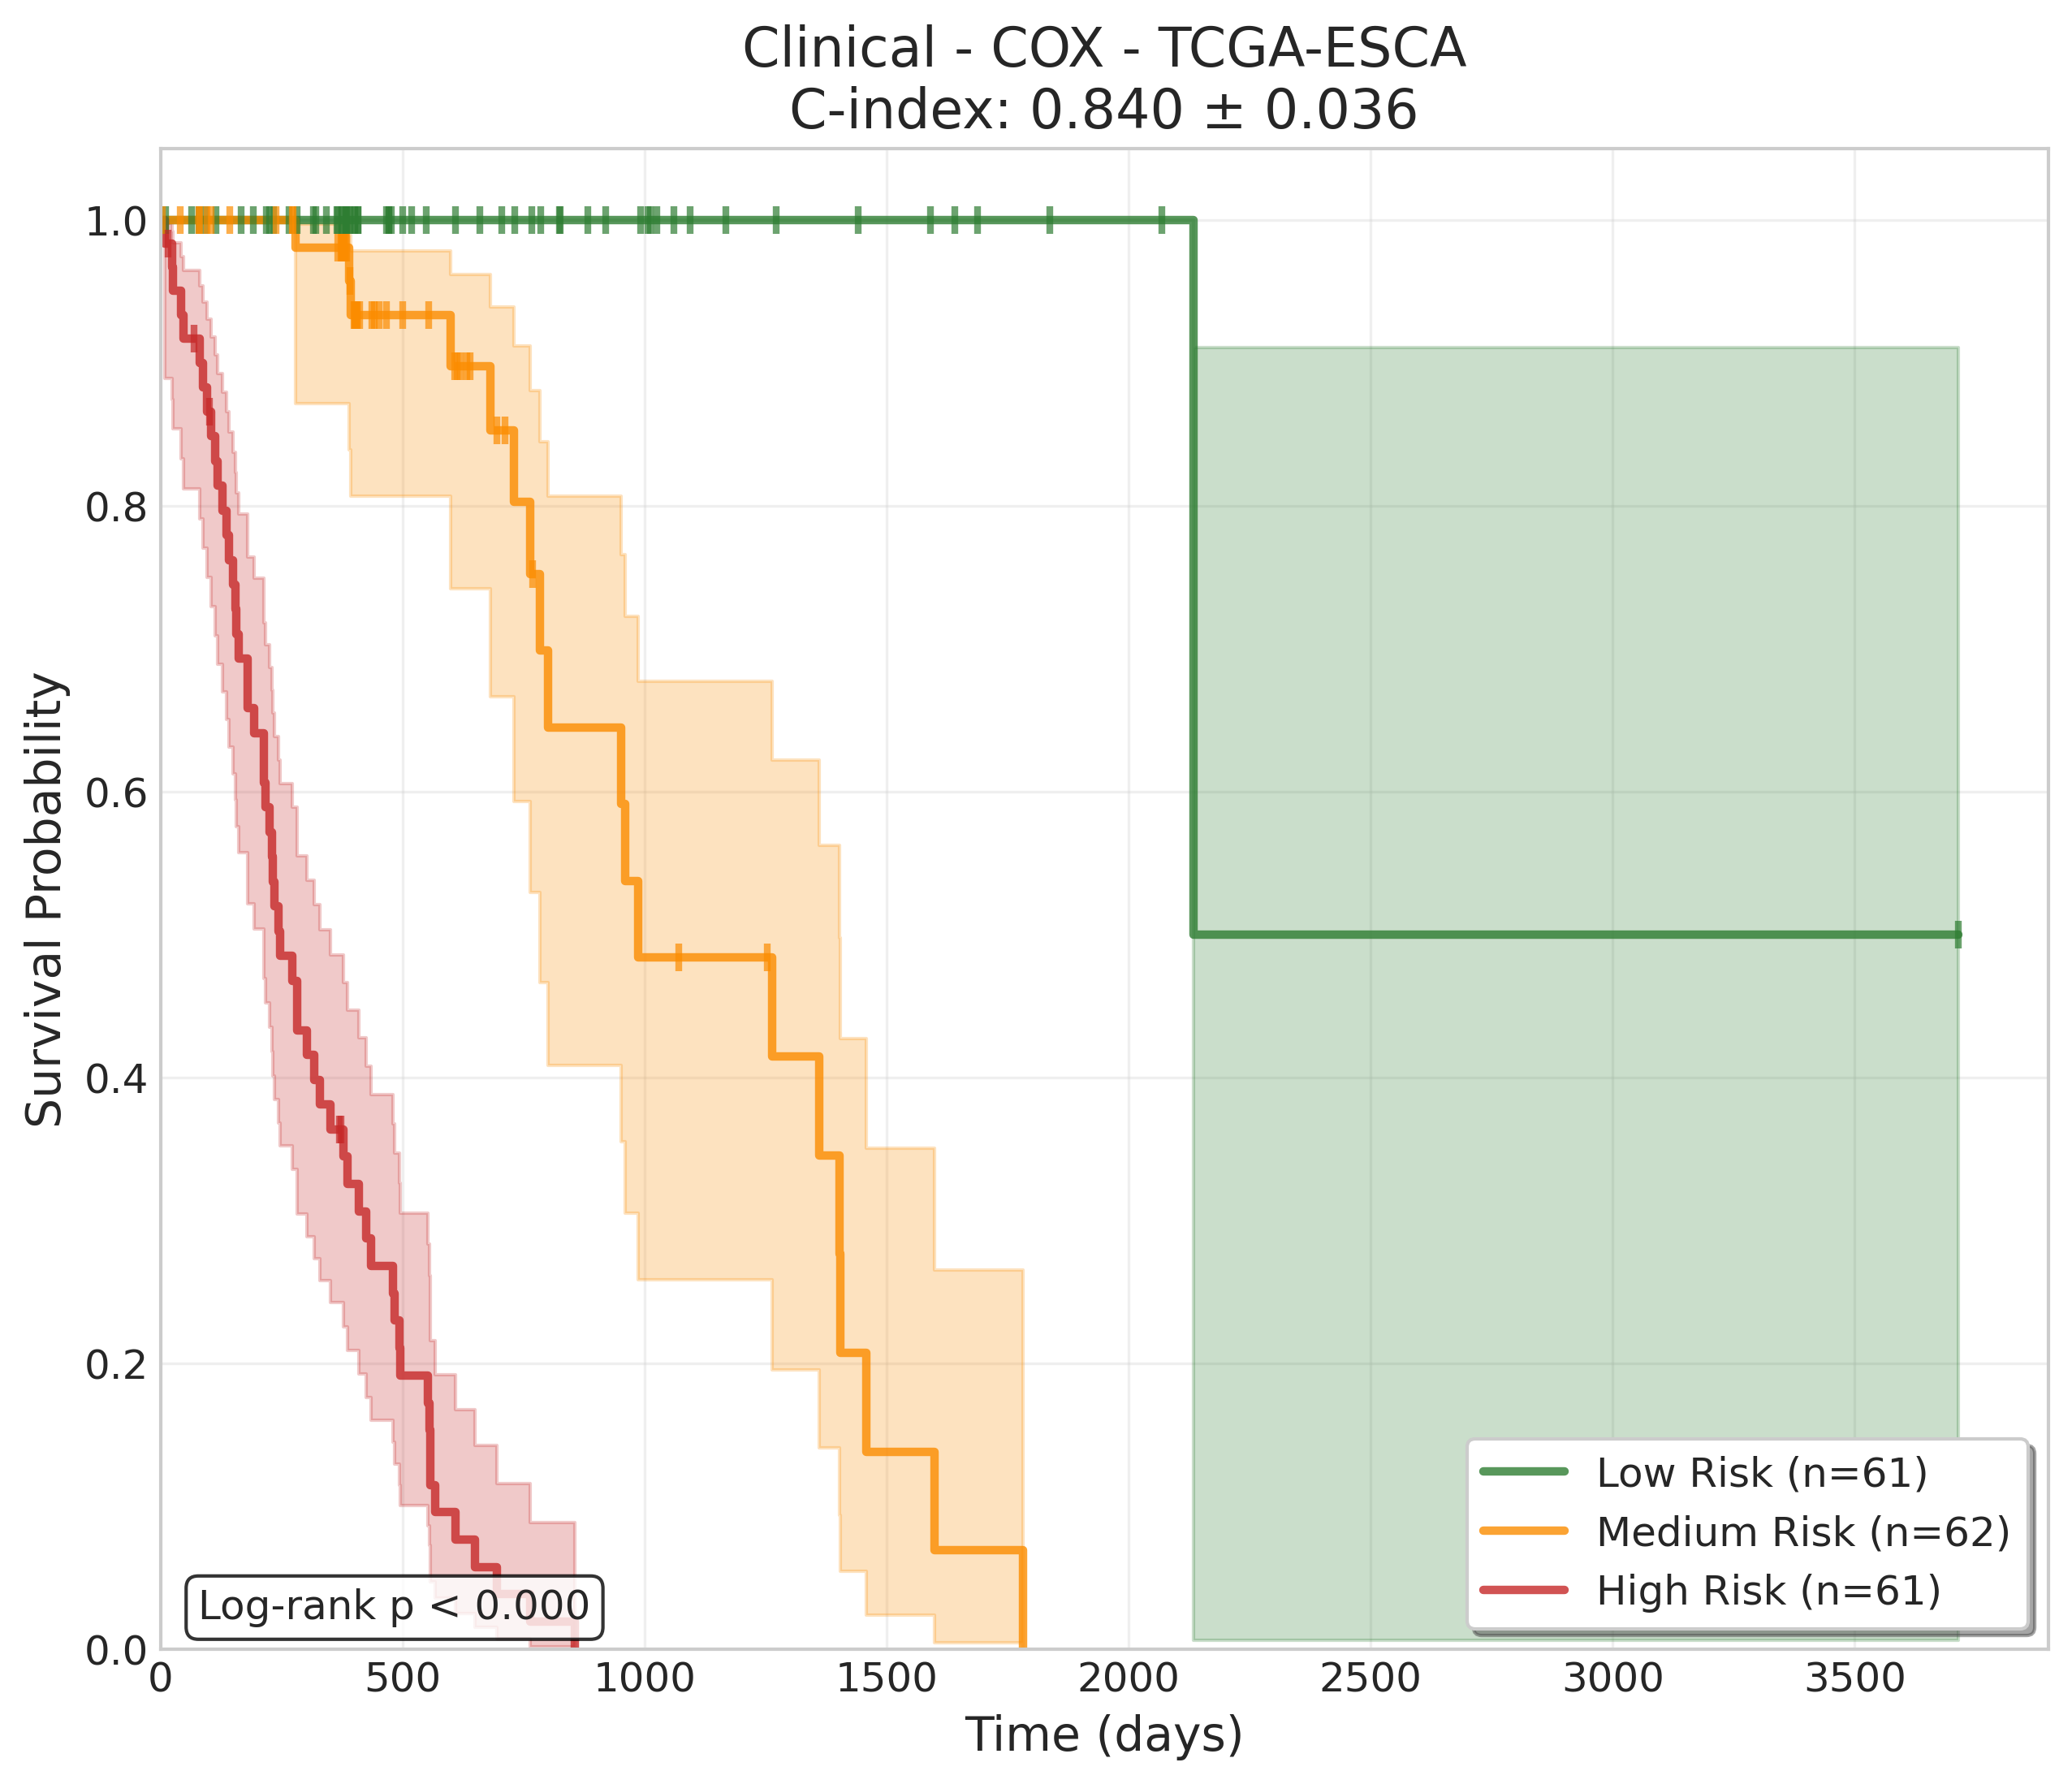 Clinical - COX - TCGA-ESCA
C-index: 0.840 ± 0.036
Survival Probability
1.0
0.8
0.6
0.4
0.2
0.0
Log-rank p < 0.000
Low Risk (n=61)
Medium Risk (n=62)
High Risk (n=61)
0 500 1000 1500 2000 2500 3000 3500
Time (days)